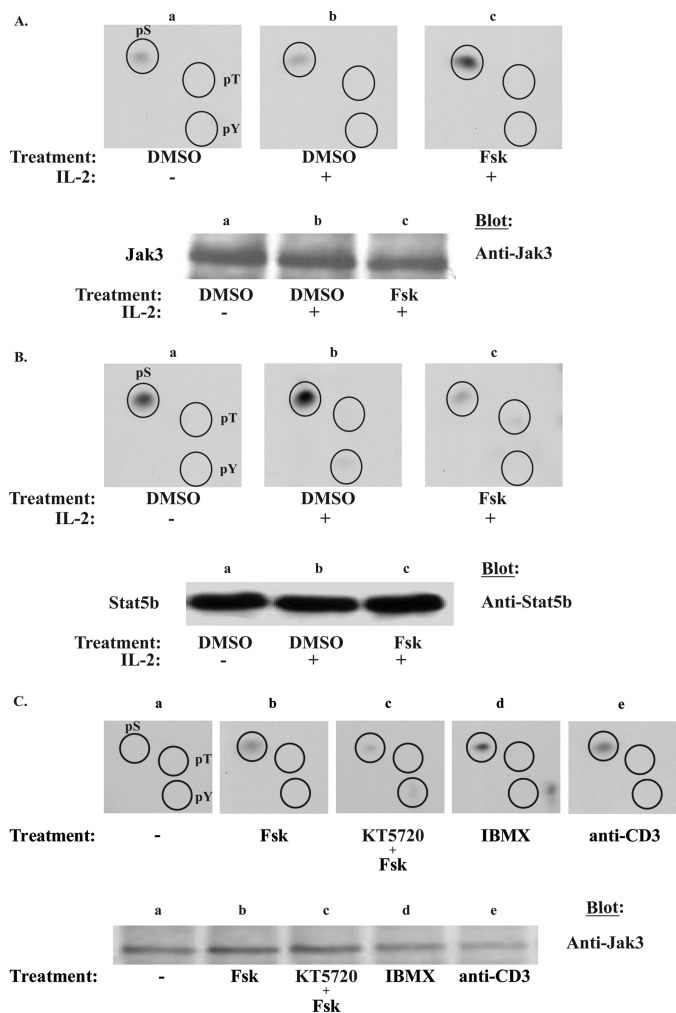 A.
a b c
pS
pT
pY
Treatment: DMSO DMSO Fsk
IL-2: - + +
a b c Blot:
Jak3 Anti-Jak3
Treatment: DMSO DMSO Fsk
IL-2: - + +
B.
a b c
pS
pT
pY
Treatment: DMSO DMSO Fsk
IL-2: - + +
a b c Blot:
Stat5b Anti-Stat5b
Treatment: DMSO DMSO Fsk
IL-2: - + +
C.
a b c d e
pS
pT
pY
Treatment: - Fsk KT5720 IBMX anti-CD3
+
Fsk
a b c d e Blot:
Anti-Jak3
Treatment: - Fsk KT5720 IBMX anti-CD3
+
Fsk